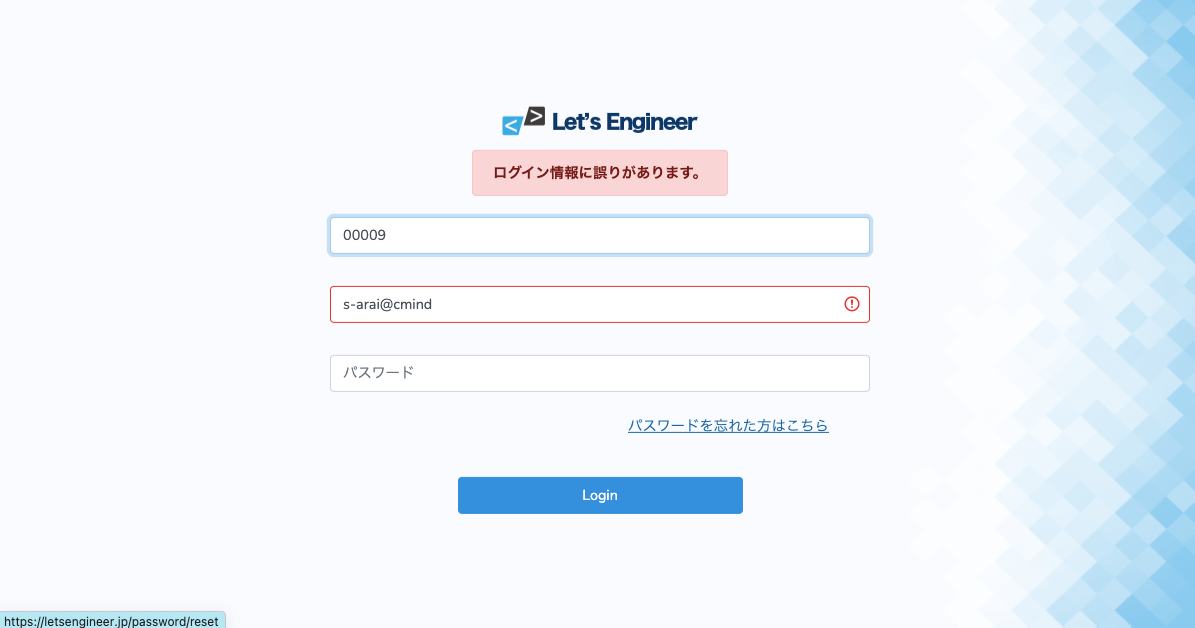 <> Let's Engineer
ログイン情報に誤りがあります。
00009
s-arai@cmind
パスワード
パスワードを忘れた方はこちら
Login
https://letsengineer.jp/password/reset